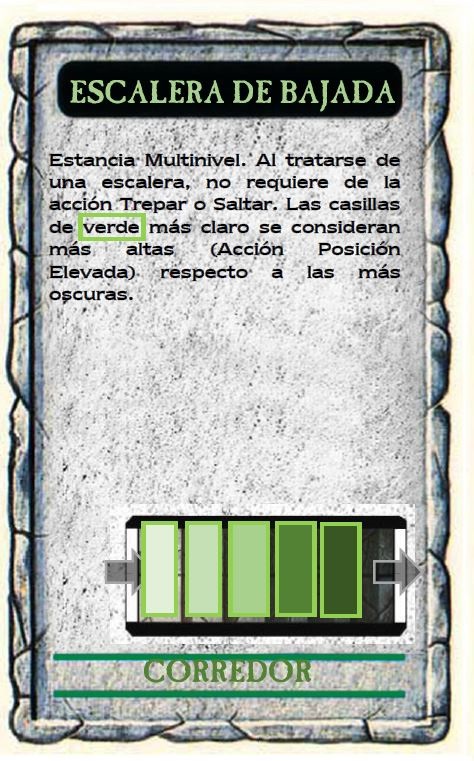 ESCALERA DE BAJADA
Estancia Multinivel. Al tratarse de
una escalera, no requiere de la
acción Trepar o Saltar. Las casillas
de verde más claro se consideran
más altas (Acción Posición
Elevada) respecto a las más
oscuras.
CORREDOR